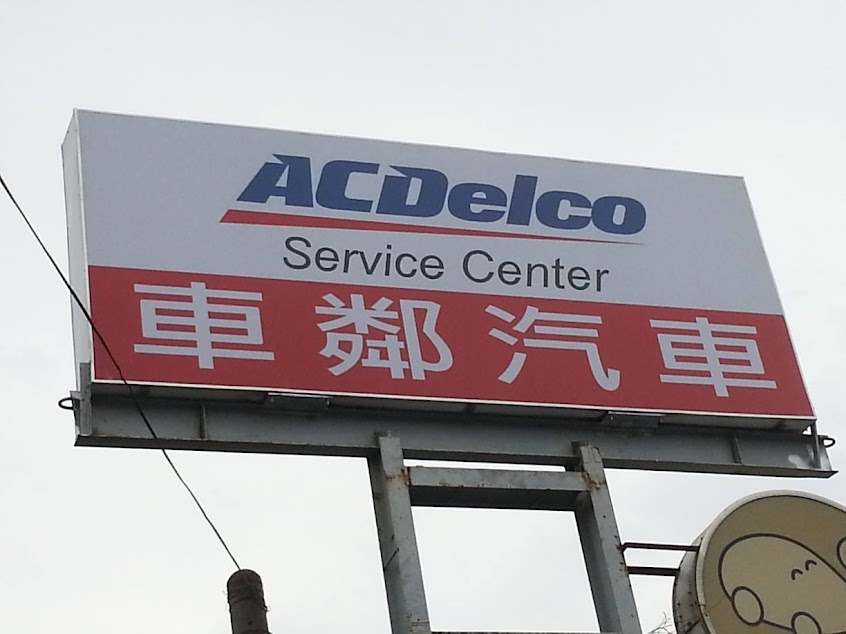 ACDelco
Service Center
車鄰汽車